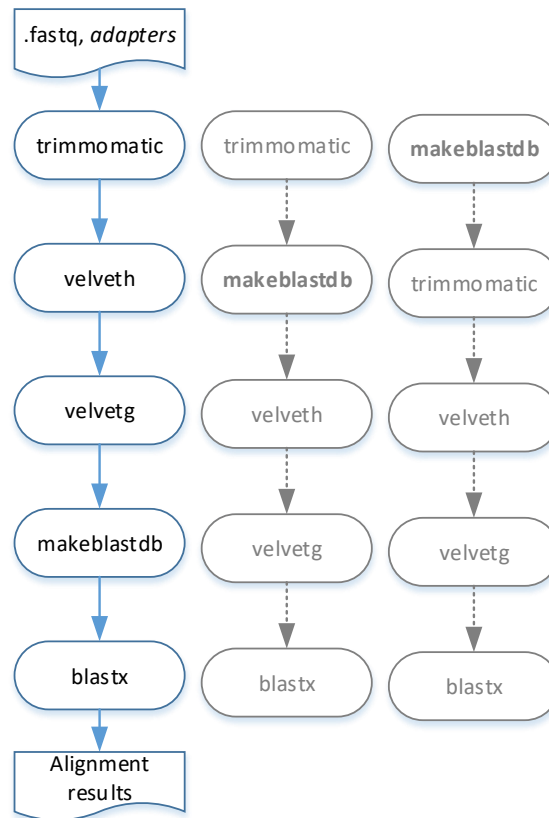 .fastq, adapters
trimmomatic
velveth
velvetg
makeblastdb
blastx
Alignment
results
trimmomatic
makeblastdb
velveth
velvetg
blastx
makeblastdb
trimmomatic
velveth
velvetg
blastx